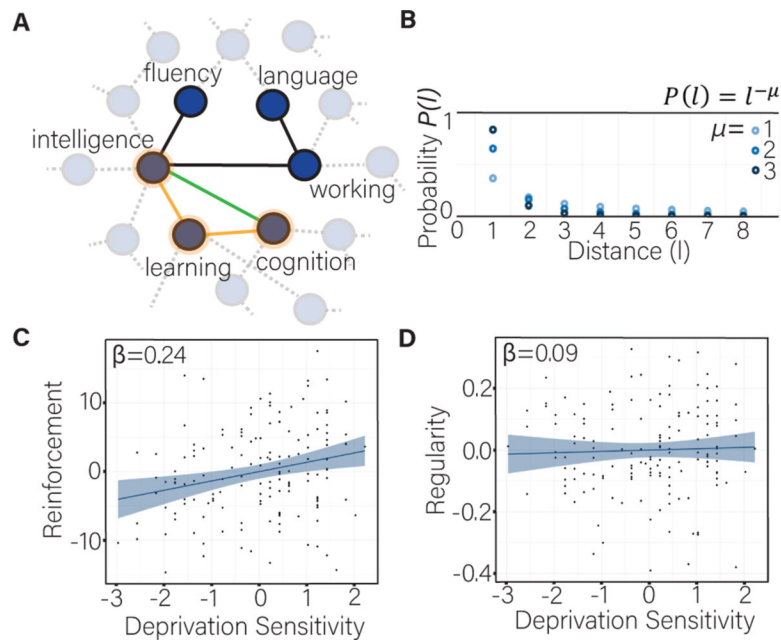 A
fluency
language
intelligence
working
learning
cognition
B
P(l) = l^−μ
Probability P(l)
1
0
μ= 1
2
3
0 1 2 3 4 5 6 7 8
Distance (l)
C
β=0.24
Reinforcement
10
0
-10
-3 -2 -1 0 1 2
Deprivation Sensitivity
D
β=0.09
Regularity
0.2
0.0
-0.2
-0.4
-3 -2 -1 0 1 2
Deprivation Sensitivity